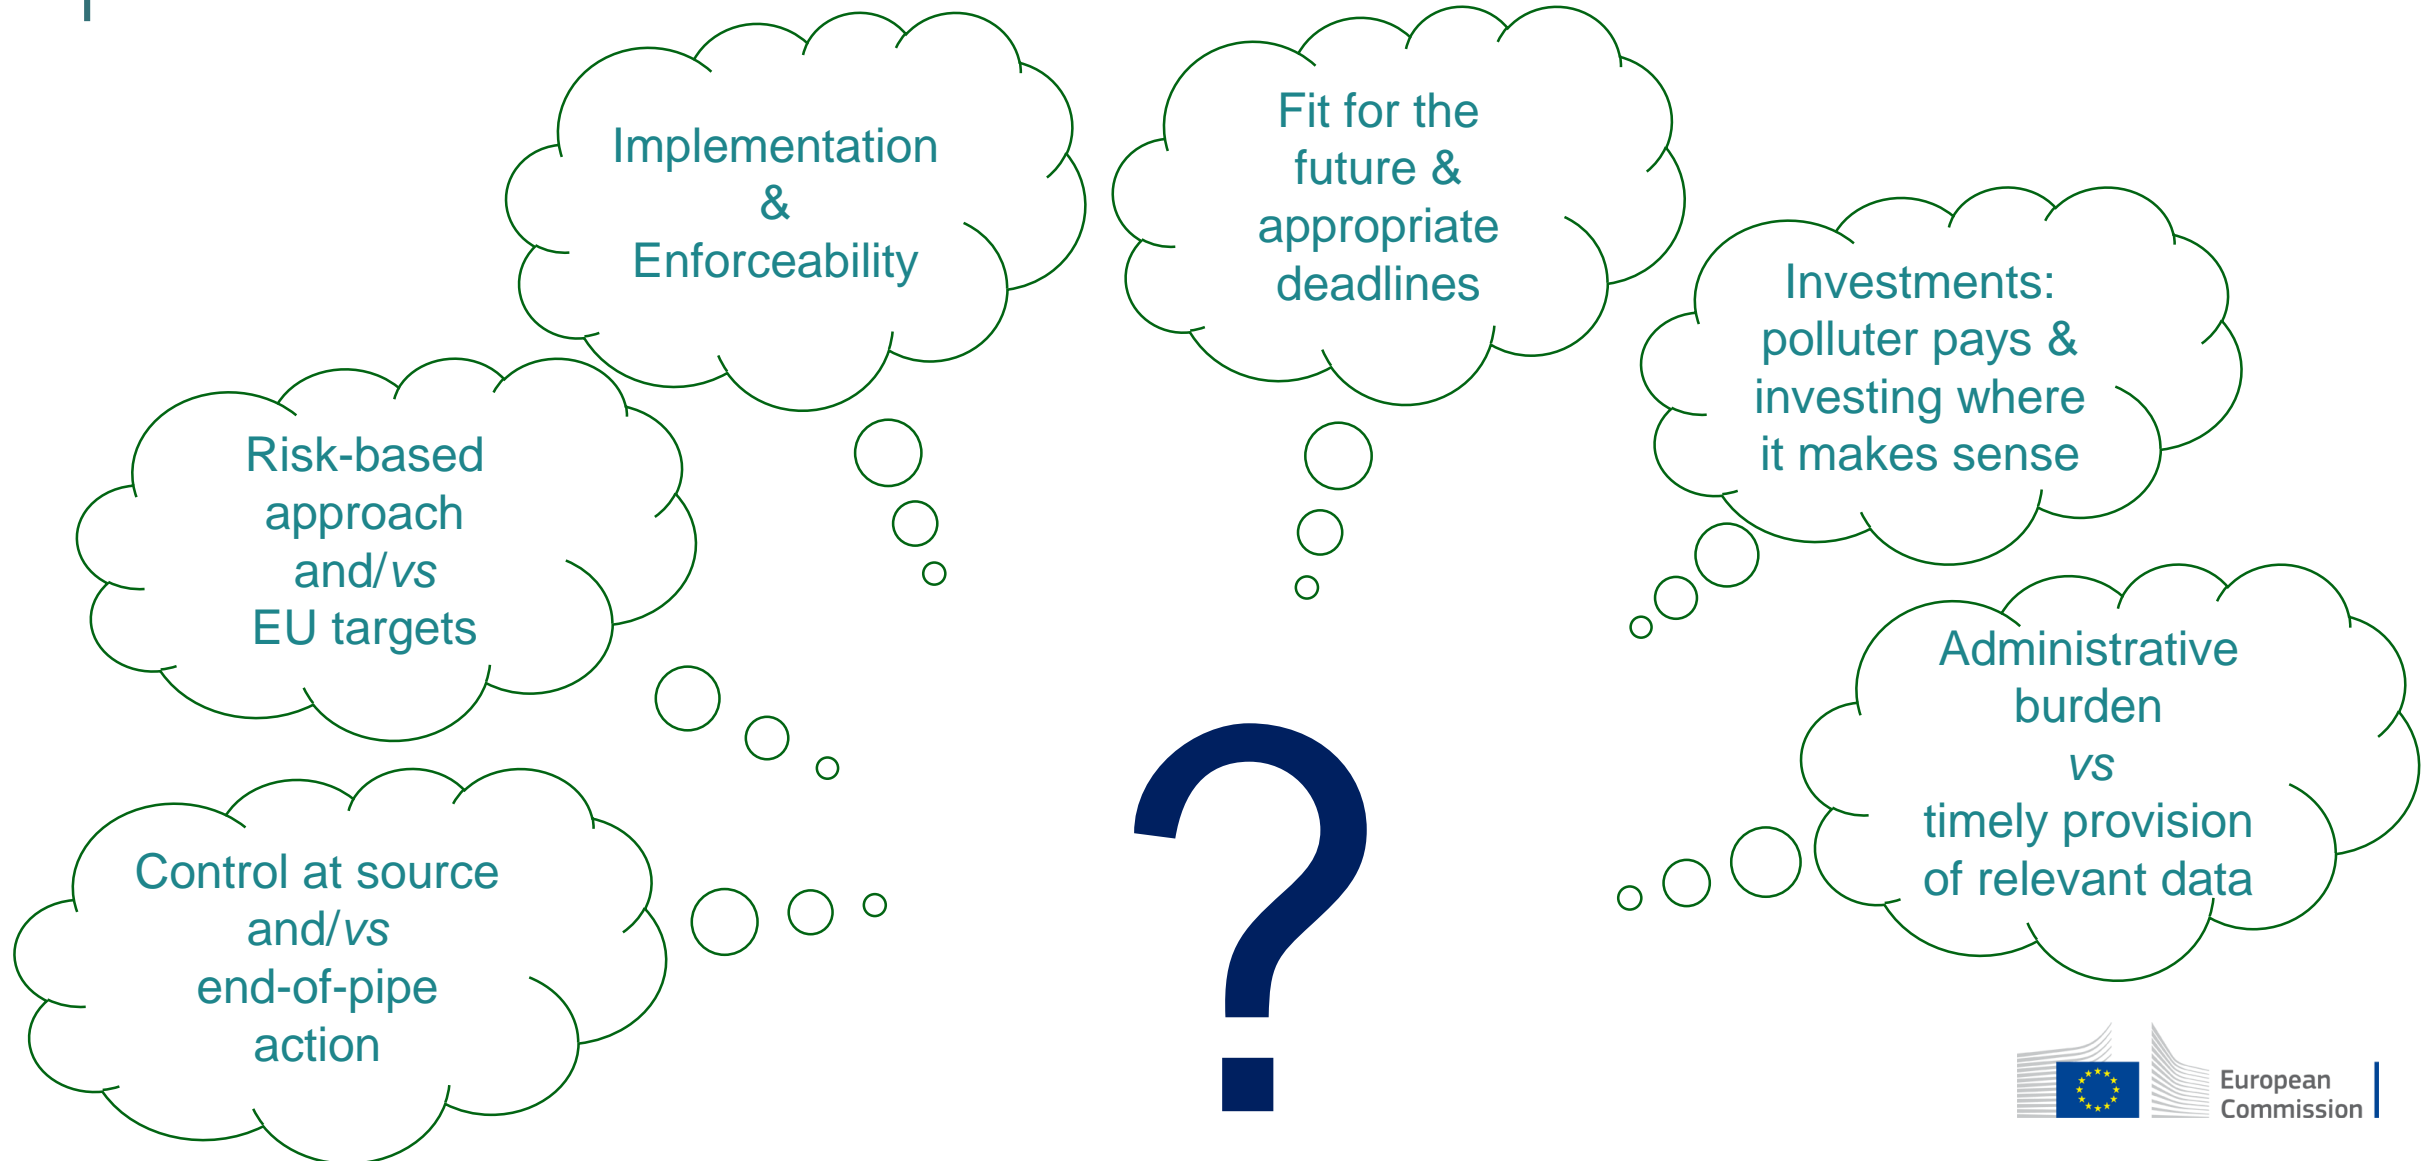 Implementation
&
Enforceability
Fit for the
future &
appropriate
deadlines
Investments:
polluter pays &
investing where
it makes sense
Risk-based
approach
and/vs
EU targets
Administrative
burden
vs
timely provision
of relevant data
Control at source
and/vs
end-of-pipe
action
?
European
Commission